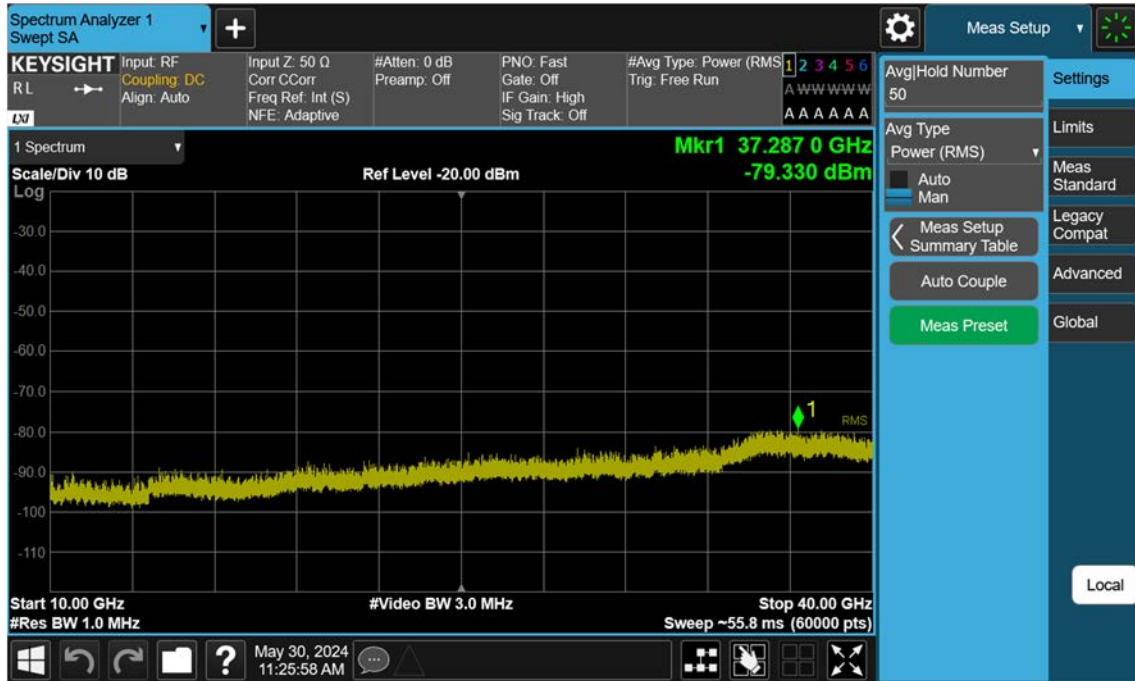 Spectrum Analyzer 1
Swept SA
Meas Setup
KEYSIGHT
R L
LXI
Input: RF
Coupling: DC
Align: Auto
Input Z: 50 Ω
Corr CCorr
Freq Ref: Int (S)
NFE: Adaptive
#Atten: 0 dB
Preamp: Off
PNO: Fast
Gate: Off
IF Gain: High
Sig Track: Off
#Avg Type: Power (RMS
Trig: Free Run
1 2 3 4 5 6
A W W W W W
A A A A A A
1 Spectrum
Scale/Div 10 dB
Log
Ref Level -20.00 dBm
Mkr1 37.287 0 GHz
-79.330 dBm
-30.0
-40.0
-50.0
-60.0
-70.0
-80.0
-90.0
-100
-110
1
RMS
Start 10.00 GHz
#Res BW 1.0 MHz
#Video BW 3.0 MHz
Stop 40.00 GHz
Sweep ~55.8 ms (60000 pts)
?
May 30, 2024
11:25:58 AM
Avg|Hold Number
50
Avg Type
Power (RMS)
Auto
Man
Meas Setup
Summary Table
Auto Couple
Meas Preset
Settings
Limits
Meas
Standard
Legacy
Compat
Advanced
Global
Local